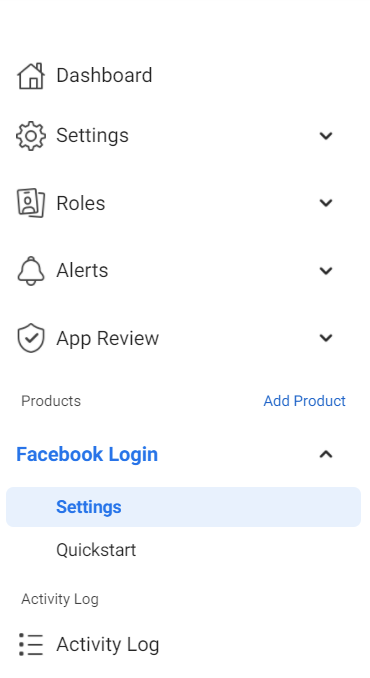 Dashboard
Settings
Roles
Alerts
App Review
Products Add Product
Facebook Login
Settings
Quickstart
Activity Log
Activity Log